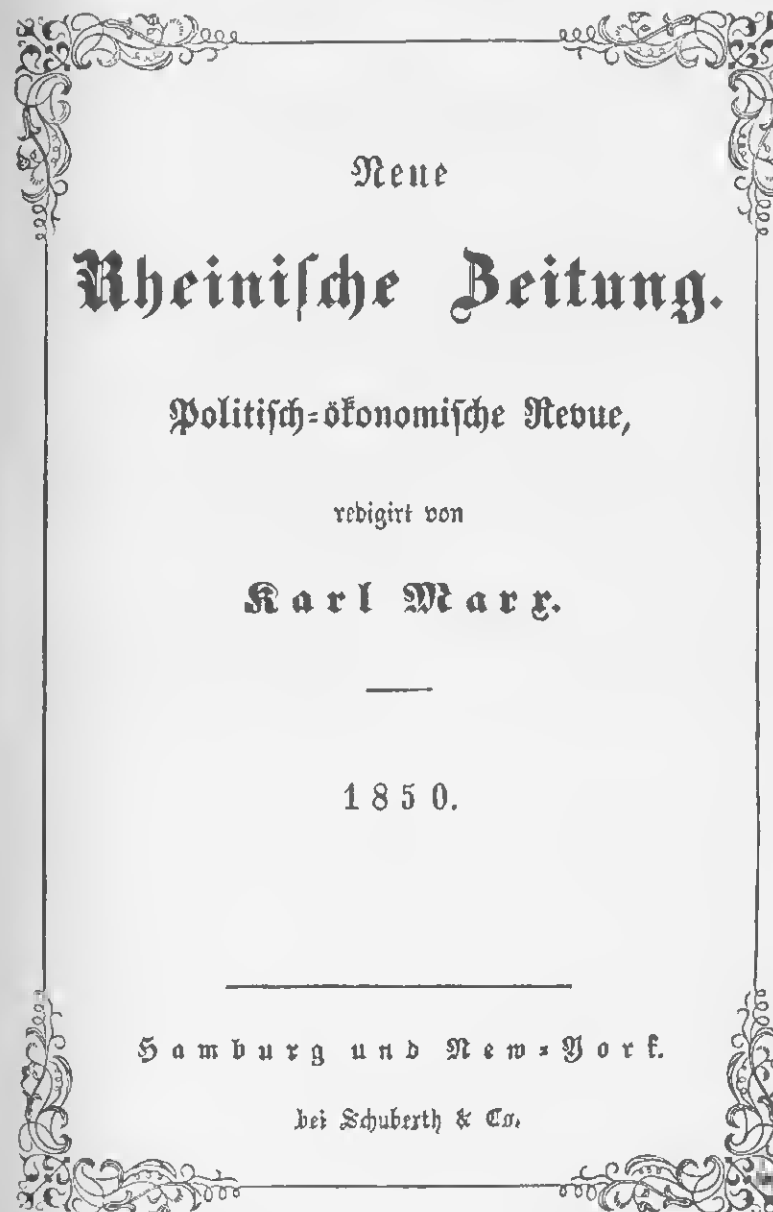 Neue
Rheinische Zeitung.
Politisch-ökonomische Revue,
redigirt von
Karl Marx.
1850.
Hamburg und New-York.
bei Schuberth & Co.